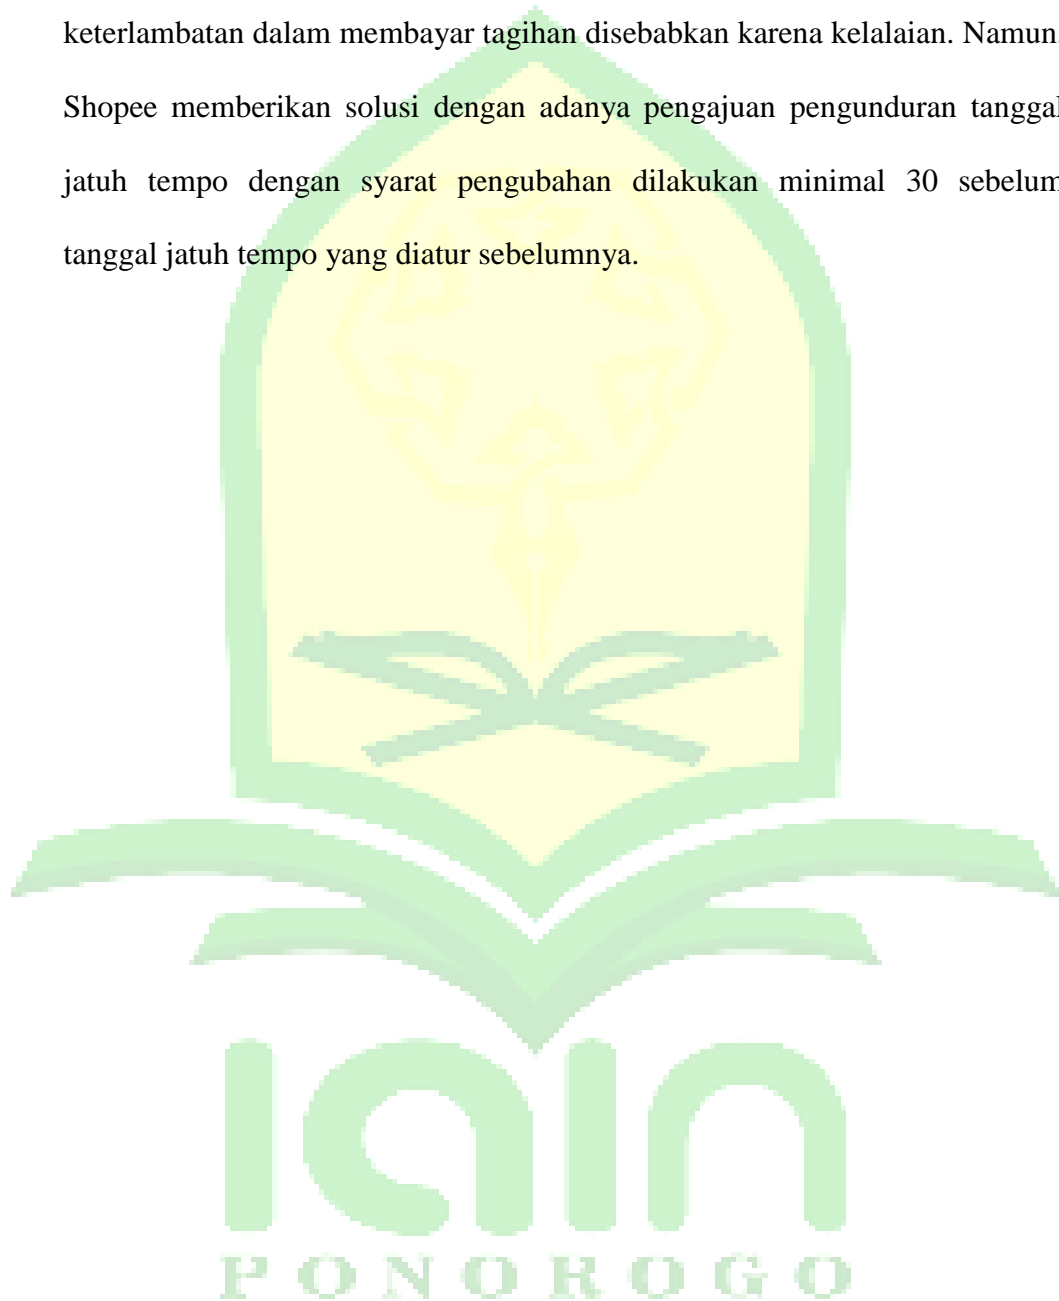 keterlambatan dalam membayar tagihan disebabkan karena kelalaian. Namun,
Shopee memberikan solusi dengan adanya pengajuan pengunduran tanggal
jatuh tempo dengan syarat pengubahan dilakukan minimal 30 sebelum
tanggal jatuh tempo yang diatur sebelumnya.
iain
PONOROGO